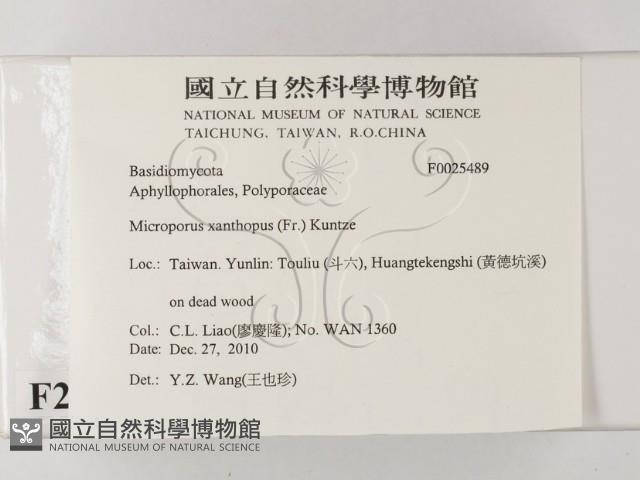 國立自然科學博物館
NATIONAL MUSEUM OF NATURAL SCIENCE
TAICHUNG, TAIWAN, R.O.CHINA
Basidiomycota F0025489
Aphyllophorales, Polyporaceae
Microporus xanthopus (Fr.) Kuntze
Loc.: Taiwan. Yunlin: Touliu (斗六), Huangtekengshi (黃德坑溪)
on dead wood
Col.: C.L. Liao(廖慶隆); No. WAN 1360
Date: Dec. 27, 2010
Det.: Y.Z. Wang(王也珍)
F2
國立自然科學博物館
NATIONAL MUSEUM OF NATURAL SCIENCE